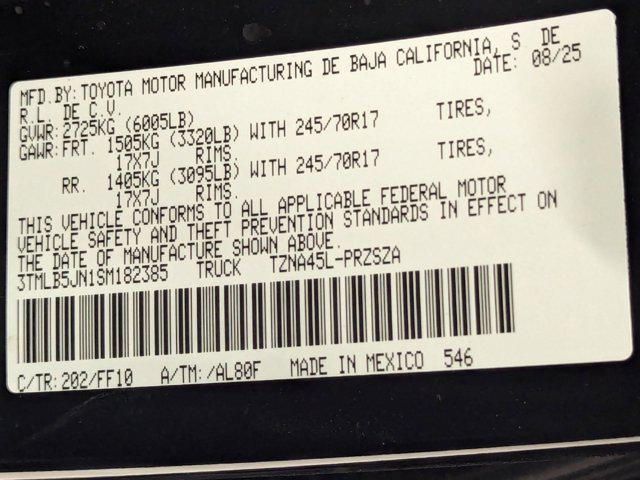 MFD.BY:TOYOTA MOTOR MANUFACTURING DE BAJA CALIFORNIA, S DE
R.L. DE C.V. DATE: 08/25
GVWR:2725KG (6005LB)
GAWR:FRT. 1505KG (3320LB) WITH 245/70R17 TIRES,
17X7J RIMS.
RR. 1405KG (3095LB) WITH 245/70R17 TIRES,
17X7J RIMS.
THIS VEHICLE CONFORMS TO ALL APPLICABLE FEDERAL MOTOR
VEHICLE SAFETY AND THEFT PREVENTION STANDARDS IN EFFECT ON
THE DATE OF MANUFACTURE SHOWN ABOVE.
3TMLB5JN1SM182385 TRUCK TZNA45L-PRZSZA
C/TR:202/FF10 A/TM:/AL80F MADE IN MEXICO 546